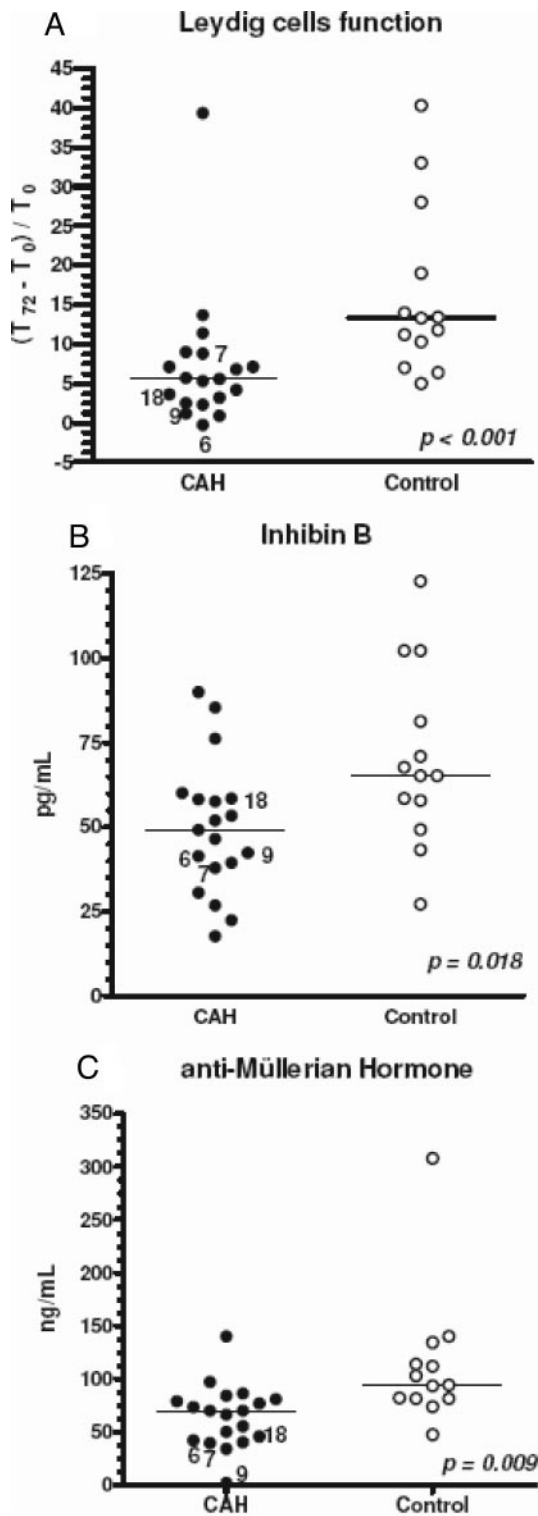 A
Leydig cells function
45
40
35
30
25
20
15
10
5
0
-5
(T72 - T0) / T0
7
18
9
6
p < 0.001
CAH
Control
B
Inhibin B
125
100
75
50
25
0
pg/mL
18
6
9
7
p = 0.018
CAH
Control
C
anti-Müllerian Hormone
350
300
250
200
150
100
50
0
ng/mL
18
6
7
9
p = 0.009
CAH
Control